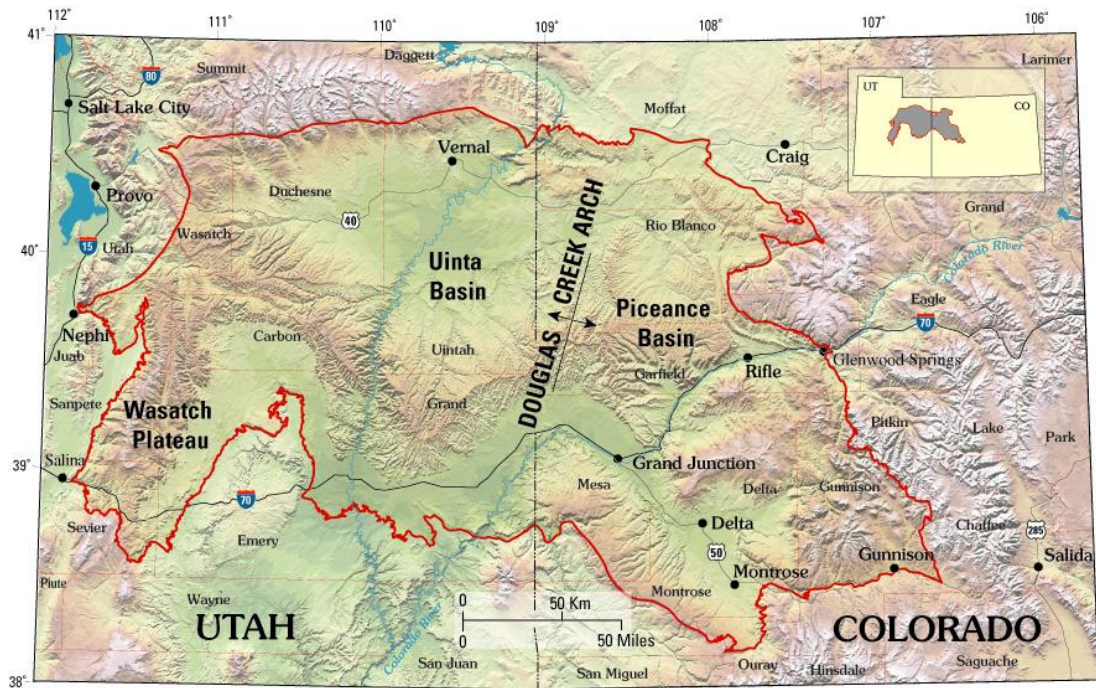 112°
111°
110°
109°
108°
107°
106°
41°
Daggett
Larimer
Summit
80
Moffat
UT
CO
Salt Lake City
Vernal
Craig
Provo
Duchesne
40
Grand
Wasatch
Rio Blanco
15
Utah
40°
Colorado River
Uinta
Basin
DOUGLAS CREEK ARCH
Piceance
Basin
Eagle
70
Nephi
Juab
Carbon
Uintah
Glenwood Springs
Rifle
Garfield
Sanpete
Grand
Wasatch
Plateau
Pitkin
Lake
Park
Salina
39°
Grand Junction
70
Mesa
Delta
Gunnison
Sevier
Delta
Chaffee
285
Emery
50
Gunnison
Salida
Piute
Montrose
Wayne
0
50 Km
Montrose
UTAH
0
50 Miles
COLORADO
Colorado River
38°
San Juan
San Miguel
Ouray
Hinsdale
Saguache